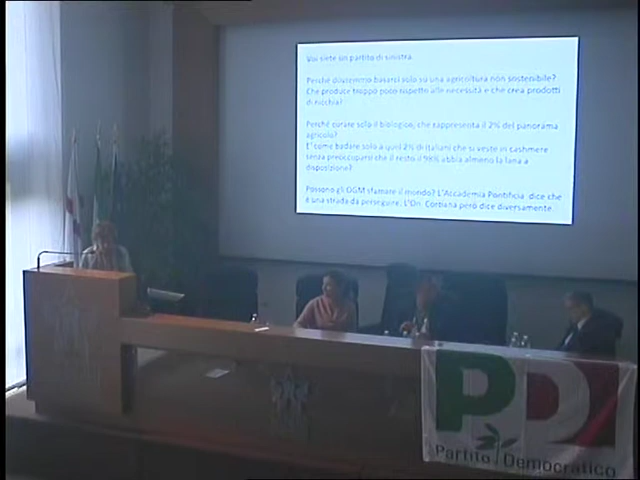 Voi siete un partito di sinistra.
Perché dovremmo basarci solo su una agricoltura non sostenibile?
Che produce troppo poco rispetto alle necessità e che crea prodotti
di nicchia?
Perché curare solo il biologico, che rappresenta il 2% del panorama
agricolo?
E' come badare solo a quel 2% di italiani che si veste in cashmere
senza preoccuparsi che il resto il 98% abbia almeno la lana a
disposizione?
Possono gli OGM sfamare il mondo? L'Accademia Pontificia dice che
è una strada da perseguire. L'On. Cortiana però dice diversamente.
PD
Partito Democratico